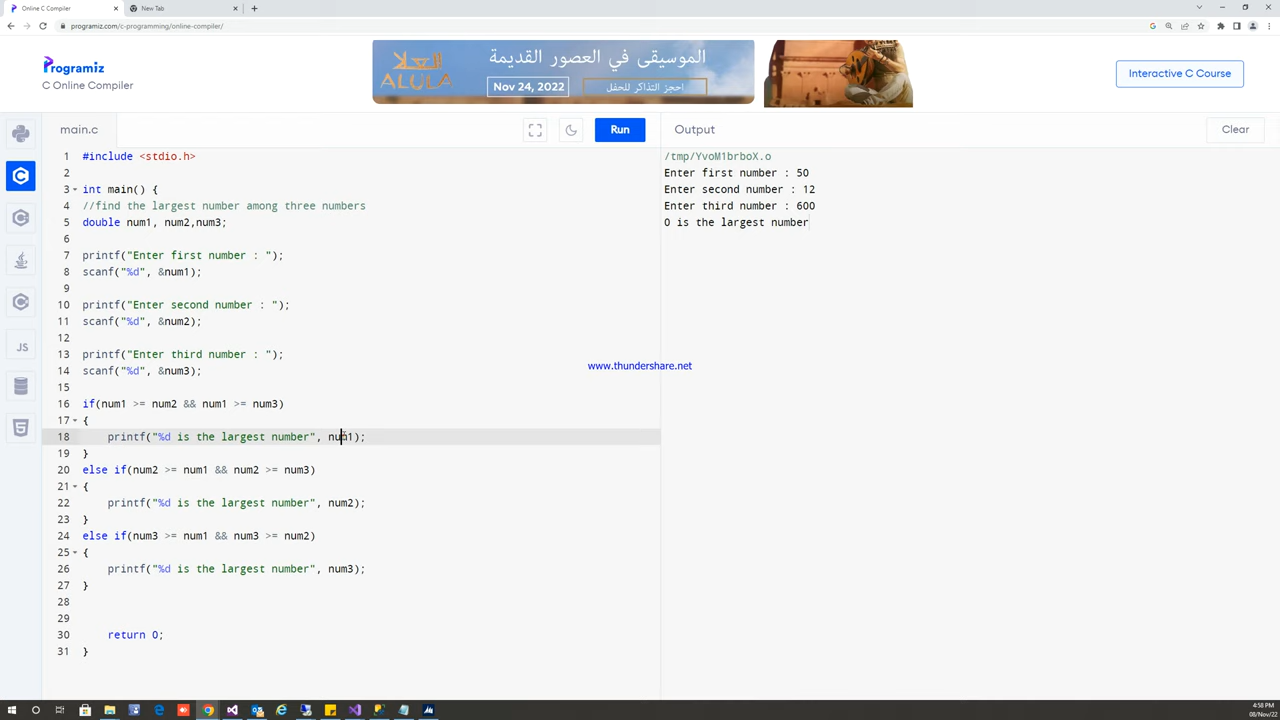 Online C Compiler
New Tab
programiz.com/c-programming/online-compiler/
Programiz
C Online Compiler
ALULA
الموسيقى في العصور القديمة
Nov 24, 2022
احجز التذاكر للحفل
Interactive C Course
main.c
Run
Output
Clear
1 #include <stdio.h>
2
3 int main() {
4 //find the largest number among three numbers
5 double num1, num2,num3;
6
7 printf("Enter first number : ");
8 scanf("%d", &num1);
9
10 printf("Enter second number : ");
11 scanf("%d", &num2);
12
13 printf("Enter third number : ");
14 scanf("%d", &num3);
15
16 if(num1 >= num2 && num1 >= num3)
17 {
18 printf("%d is the largest number", num1);
19 }
20 else if(num2 >= num1 && num2 >= num3)
21 {
22 printf("%d is the largest number", num2);
23 }
24 else if(num3 >= num1 && num3 >= num2)
25 {
26 printf("%d is the largest number", num3);
27 }
28
29
30 return 0;
31 }
/tmp/YvoM1brboX.o
Enter first number : 50
Enter second number : 12
Enter third number : 600
0 is the largest number
www.thundershare.net
JS
4:58 PM
08/Nov/22